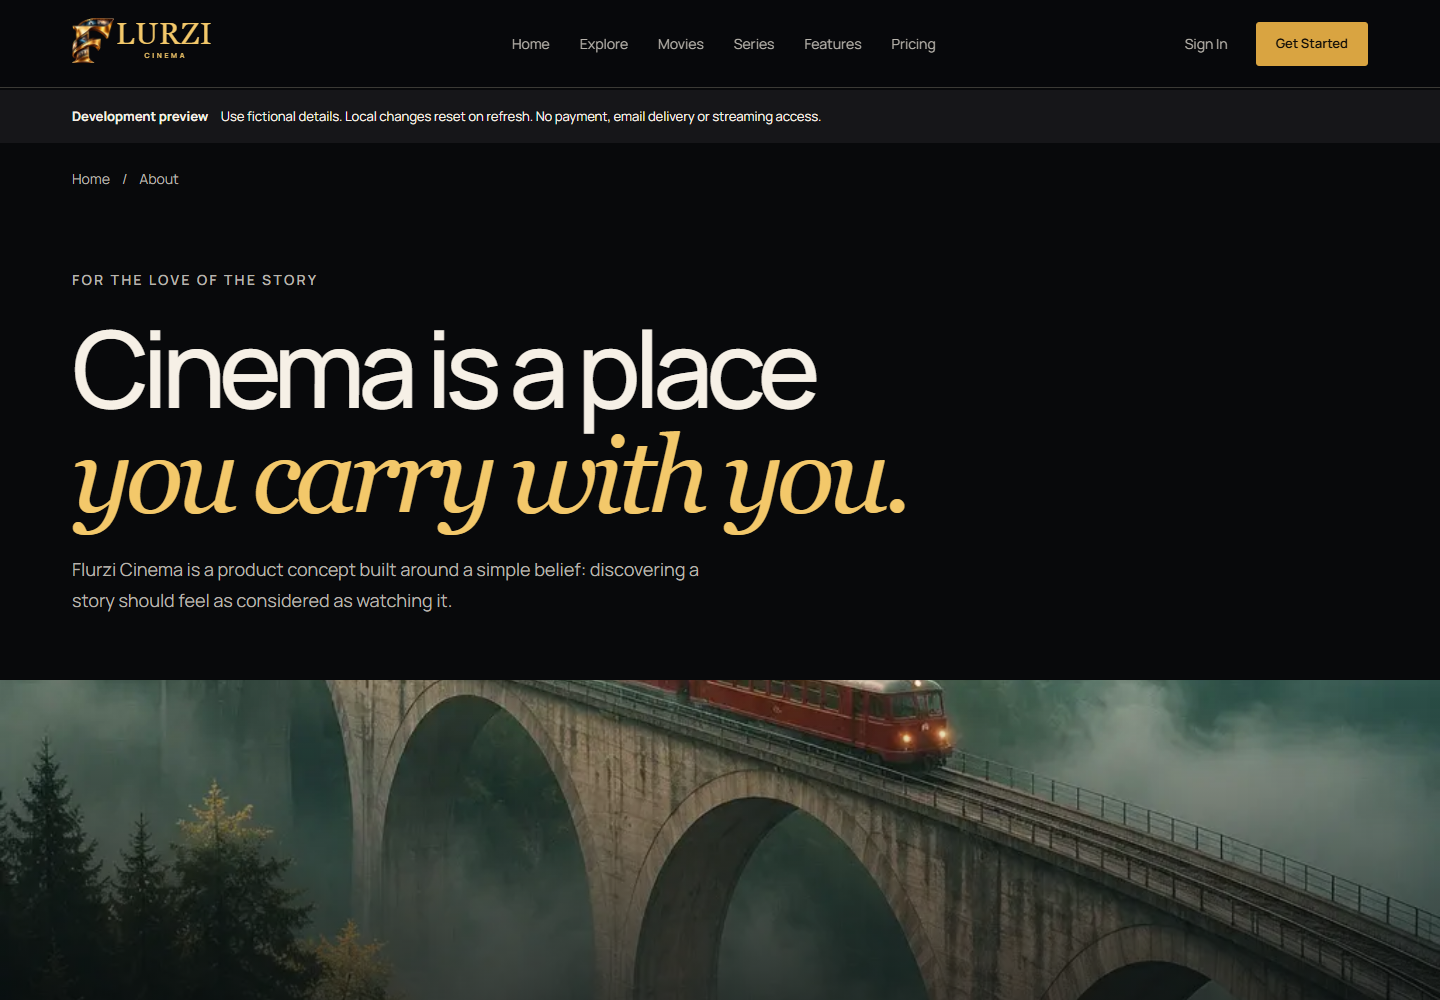 FLURZI
CINEMA
Home Explore Movies Series Features Pricing
Sign In
Get Started
Development preview Use fictional details. Local changes reset on refresh. No payment, email delivery or streaming access.
Home / About
FOR THE LOVE OF THE STORY
Cinema is a place
you carry with you.
Flurzi Cinema is a product concept built around a simple belief: discovering a
story should feel as considered as watching it.